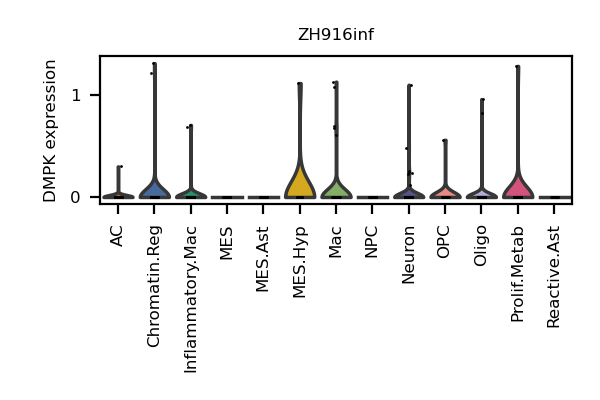 ZH916inf
DMPK expression
1
0
AC
Chromatin.Reg
Inflammatory.Mac
MES
MES.Ast
MES.Hyp
Mac
NPC
Neuron
OPC
Oligo
Prolif.Metab
Reactive.Ast